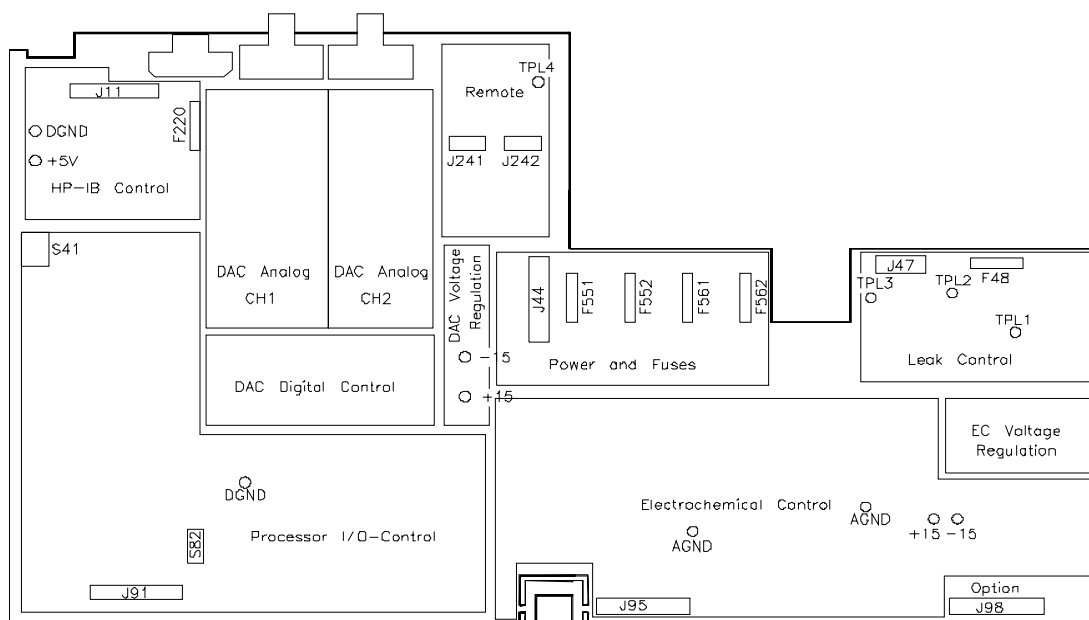 TPL4
Remote
J11
F220
DGND
+5V
HP-IB Control
J241
J242
S41
DAC Analog
CH1
DAC Analog
CH2
DAC Voltage
Regulation
-15
+15
J44
F551
F552
F561
F562
Power and Fuses
J47
F48
TPL3
TPL2
TPL1
Leak Control
DAC Digital Control
EC Voltage
Regulation
DGND
Processor I/O-Control
S82
J91
Electrochemical Control
AGND
AGND
+15
-15
Option
J95
J98